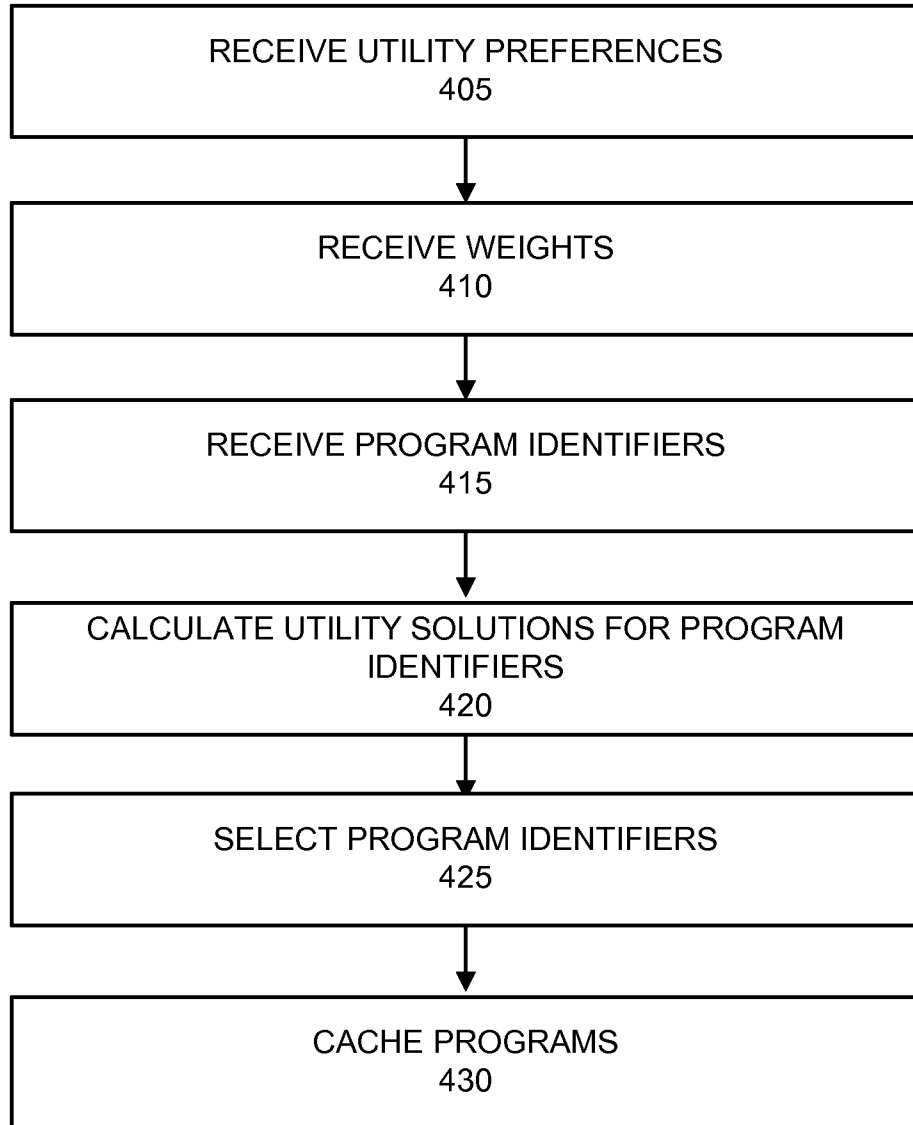 RECEIVE UTILITY PREFERENCES
405
RECEIVE WEIGHTS
410
RECEIVE PROGRAM IDENTIFIERS
415
CALCULATE UTILITY SOLUTIONS FOR PROGRAM
IDENTIFIERS
420
SELECT PROGRAM IDENTIFIERS
425
CACHE PROGRAMS
430